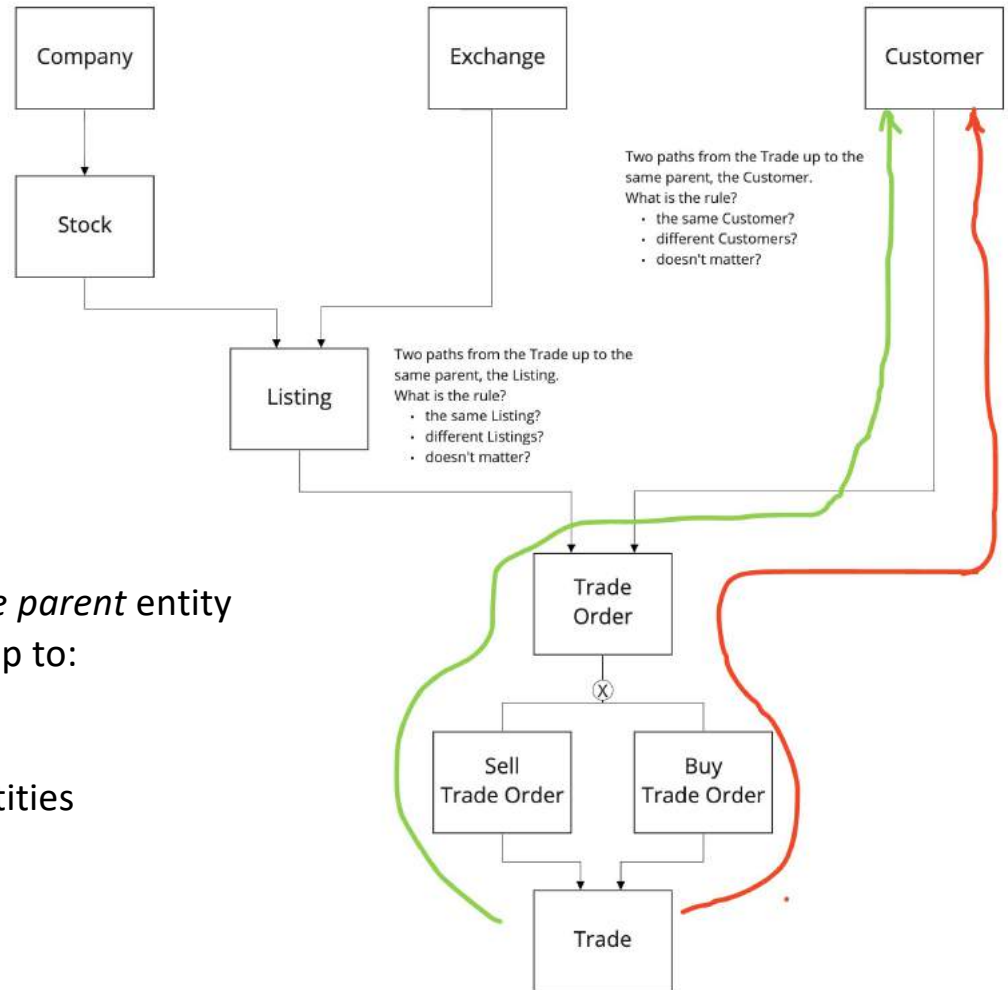 Company
Exchange
Customer
Two paths from the Trade up to the
same parent, the Customer.
What is the rule?
• the same Customer?
• different Customers?
• doesn't matter?
Stock
Listing
Two paths from the Trade up to the
same parent, the Listing.
What is the rule?
• the same Listing?
• different Listings?
• doesn't matter?
Trade
Order
parent entity
p to:
X
Sell
Trade Order
Buy
Trade Order
tities
Trade